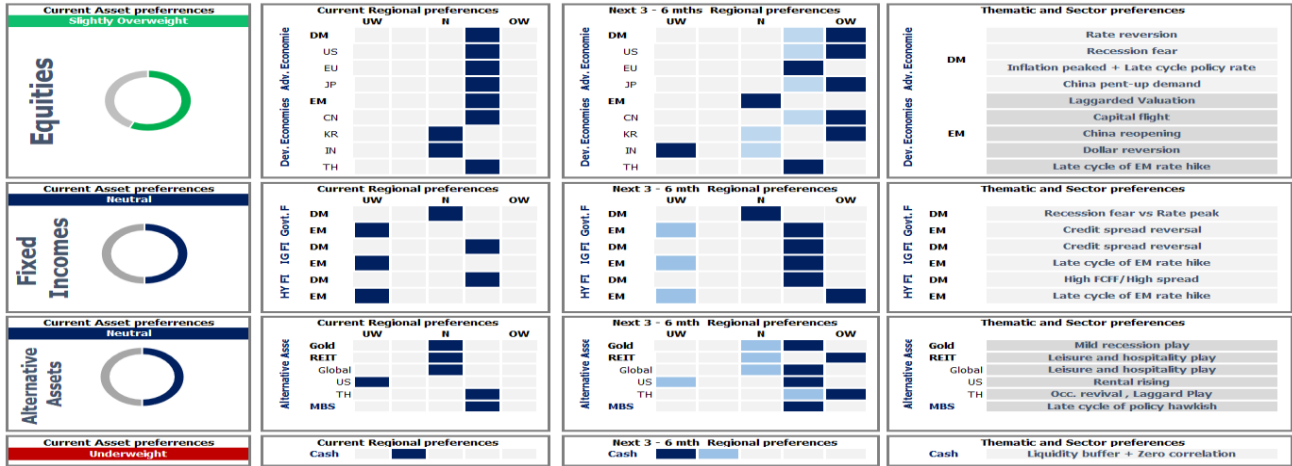 Current Asset preferrences
Slightly Overweight
Equities
Current Regional preferences
UW N OW
Adv. Economie
DM
US
EU
JP
Dev. Economies
EM
CN
KR
IN
TH
Next 3 - 6 mths Regional preferences
UW N OW
Adv. Economie
DM
US
EU
JP
Dev. Economies
EM
CN
KR
IN
TH
Thematic and Sector preferences
Adv. Economie
DM
Rate reversion
Recession fear
Inflation peaked + Late cycle policy rate
China pent-up demand
Dev. Economies
EM
Laggarded Valuation
Capital flight
China reopening
Dollar reversion
Late cycle of EM rate hike
Current Asset preferrences
Neutral
Fixed
Incomes
Current Regional preferences
UW N OW
Govt. F
DM
EM
IG FI
DM
EM
HY FI
DM
EM
Next 3 - 6 mth Regional preferences
UW N OW
Govt. F
DM
EM
IG FI
DM
EM
HY FI
DM
EM
Thematic and Sector preferences
Govt. F
DM Recession fear vs Rate peak
EM Credit spread reversal
IG FI
DM Credit spread reversal
EM Late cycle of EM rate hike
HY FI
DM High FCFF/High spread
EM Late cycle of EM rate hike
Current Asset preferrences
Neutral
Alternative
Assets
Current Regional preferences
UW N OW
Alternative Asse
Gold
REIT
Global
US
TH
MBS
Next 3 - 6 mth Regional preferences
UW N OW
Alternative Asse
Gold
REIT
Global
US
TH
MBS
Thematic and Sector preferences
Alternative Asse
Gold Mild recession play
REIT Leisure and hospitality play
Global Leisure and hospitality play
US Rental rising
TH Occ. revival , Laggard Play
MBS Late cycle of policy hawkish
Current Asset preferrences
Underweight
Current Regional preferences
Cash
Next 3 - 6 mth Regional preferences
Cash
Thematic and Sector preferences
Cash Liquidity buffer + Zero correlation